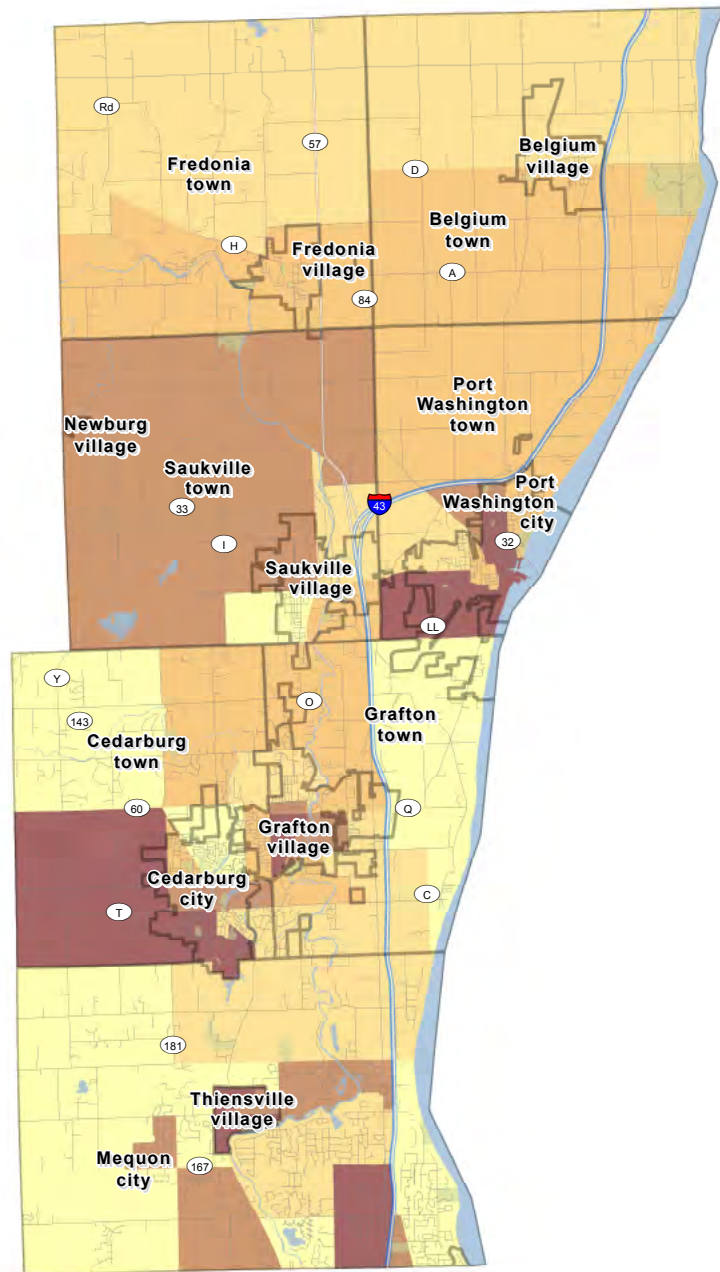 Rd
57
Belgium
village
Fredonia
town
D
Belgium
town
H
Fredonia
village
A
84
Port
Washington
town
Newburg
village
Saukville
town
33
43
Port
Washington
city
I
32
Saukville
village
LL
Y
143
O
Cedarburg
town
Grafton
town
60
Q
Grafton
village
Cedarburg
city
T
C
181
Thiensville
village
Mequon
city
167